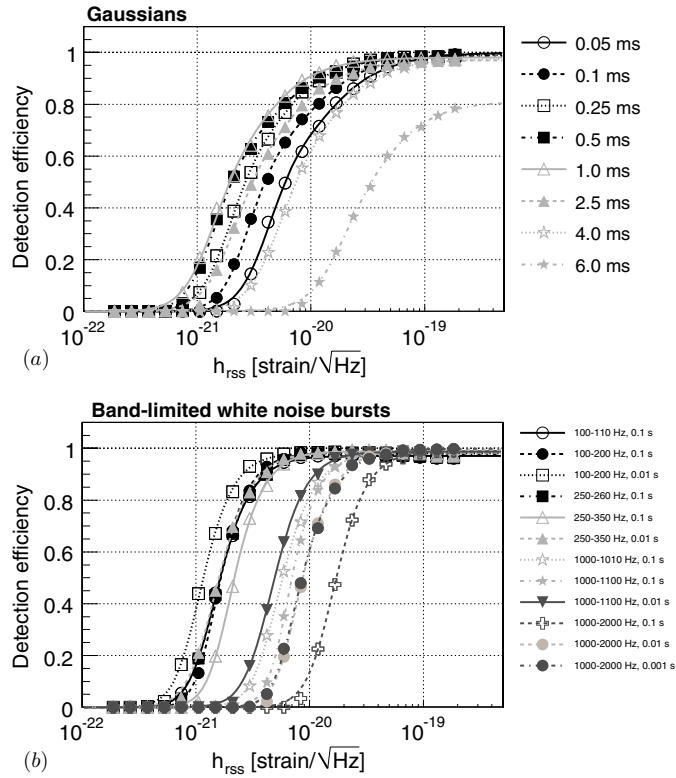 Gaussians
Detection efficiency
1
0.8
0.6
0.4
0.2
0
10^-22
10^-21
10^-20
10^-19
h_rss [strain/√Hz]
(a)
0.05 ms
0.1 ms
0.25 ms
0.5 ms
1.0 ms
2.5 ms
4.0 ms
6.0 ms
Band-limited white noise bursts
Detection efficiency
1
0.8
0.6
0.4
0.2
0
10^-22
10^-21
10^-20
10^-19
h_rss [strain/√Hz]
(b)
100-110 Hz, 0.1 s
100-200 Hz, 0.1 s
100-200 Hz, 0.01 s
250-260 Hz, 0.1 s
250-350 Hz, 0.1 s
250-350 Hz, 0.01 s
1000-1010 Hz, 0.1 s
1000-1100 Hz, 0.1 s
1000-1100 Hz, 0.01 s
1000-2000 Hz, 0.1 s
1000-2000 Hz, 0.01 s
1000-2000 Hz, 0.001 s